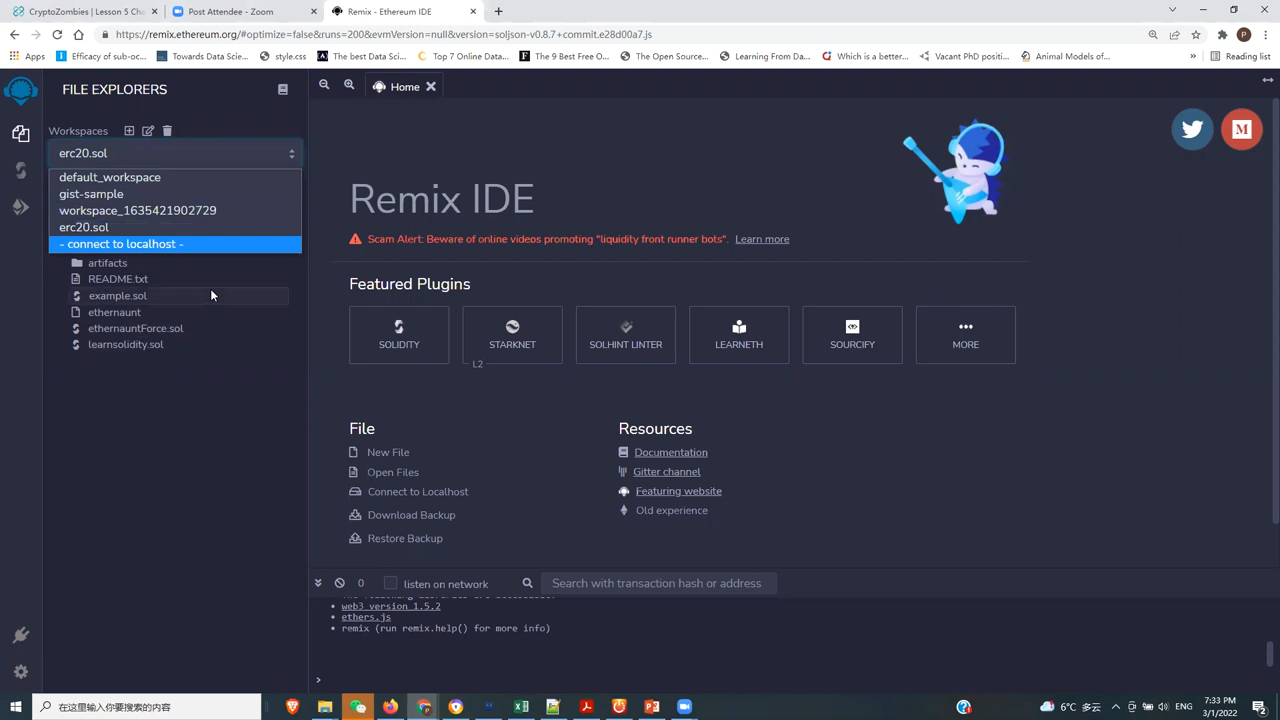 CryptoZombies | Lesson 5 Cha
Post Attendee - Zoom
Remix - Ethereum IDE
https://remix.ethereum.org/#optimize=false&runs=200&evmVersion=null&version=soljson-v0.8.7+commit.e28d00a7.js
P
Apps
Efficacy of sub-oc...
Towards Data Scie...
style.css
The best Data Sci...
Top 7 Online Data...
The 9 Best Free O...
The Open Source...
Learning From Da...
Which is a better...
Vacant PhD positi...
Animal Models of...
»
Reading list
FILE EXPLORERS
Home
Workspaces
erc20.sol
default_workspace
gist-sample
workspace_1635421902729
erc20.sol
- connect to localhost -
artifacts
README.txt
example.sol
ethernaunt
ethernauntForce.sol
learnsolidity.sol
Remix IDE
Scam Alert: Beware of online videos promoting "liquidity front runner bots". Learn more
Featured Plugins
SOLIDITY
STARKNET
SOLHINT LINTER
LEARNETH
SOURCIFY
MORE
L2
File
Resources
New File
Documentation
Open Files
Gitter channel
Connect to Localhost
Featuring website
Download Backup
Old experience
Restore Backup
0
listen on network
Search with transaction hash or address
• web3 version 1.5.2
• ethers.js
• remix (run remix.help() for more info)
>
在这里输入你要搜索的内容
6°C 多云
英
7:33 PM
3/1/2022
2